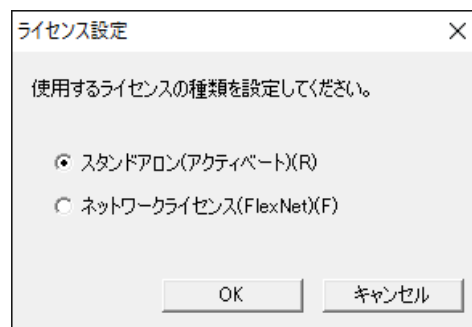 ライセンス設定
使用するライセンスの種類を設定してください。
スタンドアロン(アクティベート)(R)
ネットワークライセンス(FlexNet)(F)
OK キャンセル